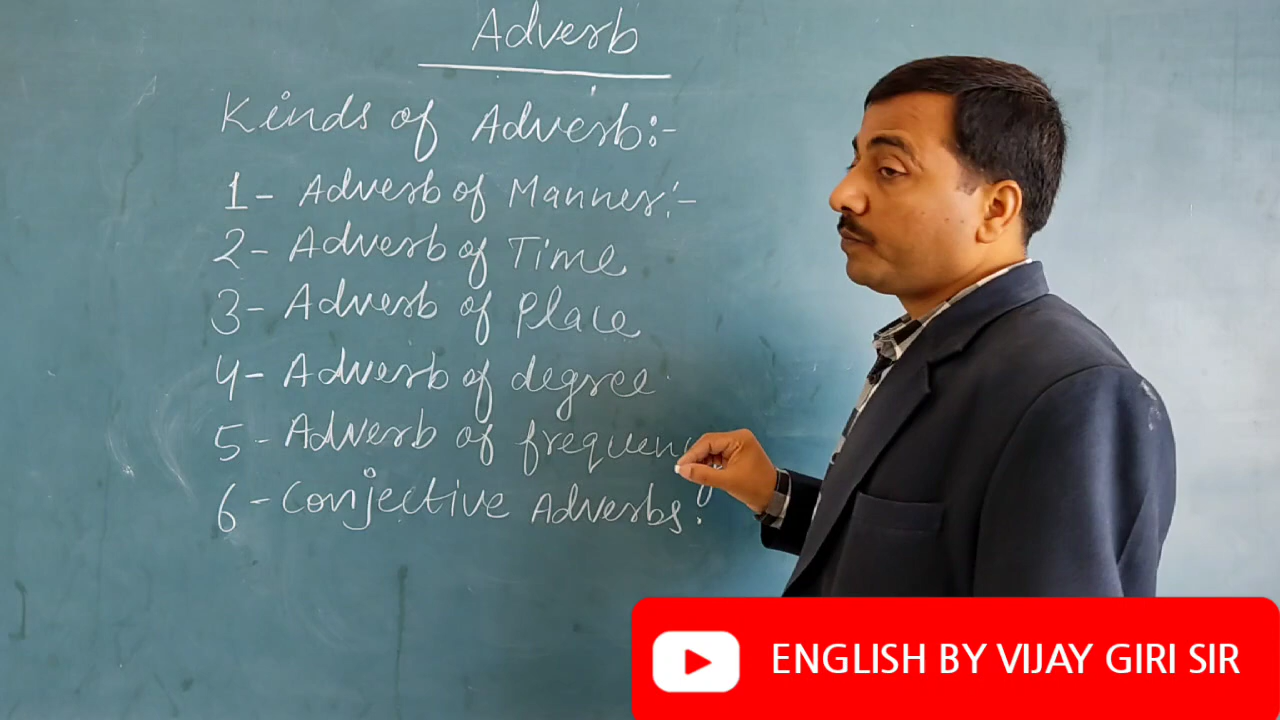 Adverb
Kinds of Adverb:-
1- Adverb of Manner:-
2- Adverb of Time
3- Adverb of Place
4- Adverb of degree
5- Adverb of frequency
6- Conjective Adverbs:
ENGLISH BY VIJAY GIRI SIR